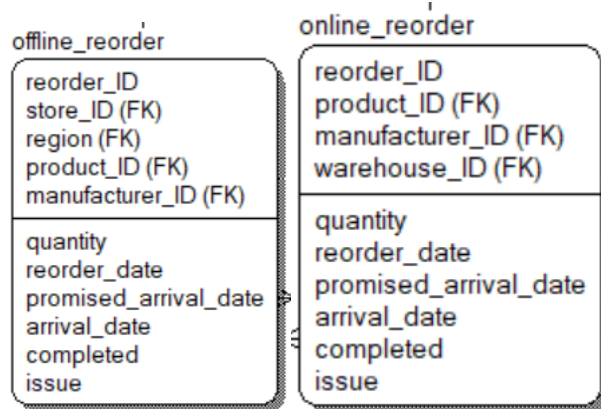 offline_reorder
reorder_ID
store_ID (FK)
region (FK)
product_ID (FK)
manufacturer_ID (FK)
quantity
reorder_date
promised_arrival_date
arrival_date
completed
issue
online_reorder
reorder_ID
product_ID (FK)
manufacturer_ID (FK)
warehouse_ID (FK)
quantity
reorder_date
promised_arrival_date
arrival_date
completed
issue